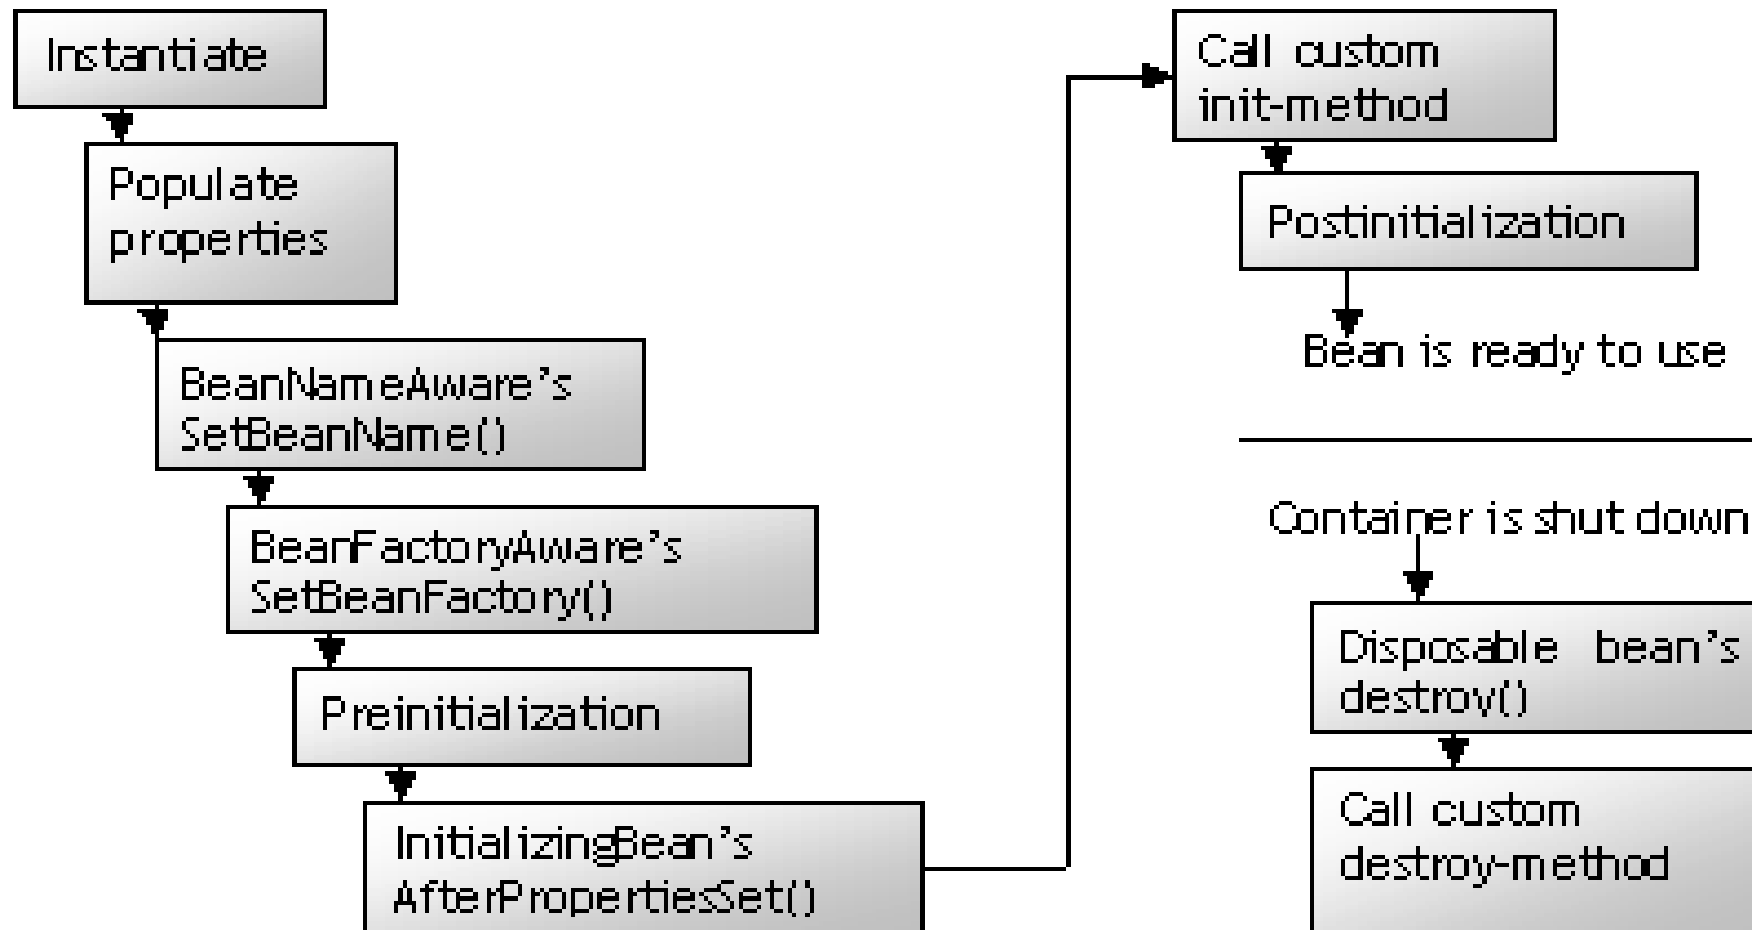 Instantiate
Populate
properties
BeanNameAware's
SetBeanName()
BeanFactoryAware's
SetBeanFactory()
Preinitialization
InitializingBean's
AfterPropertiesSet()
Call custom
init-method
Postinitialization
Bean is ready to use
Container is shut down
Disposable bean's
destroy()
Call custom
destroy-method